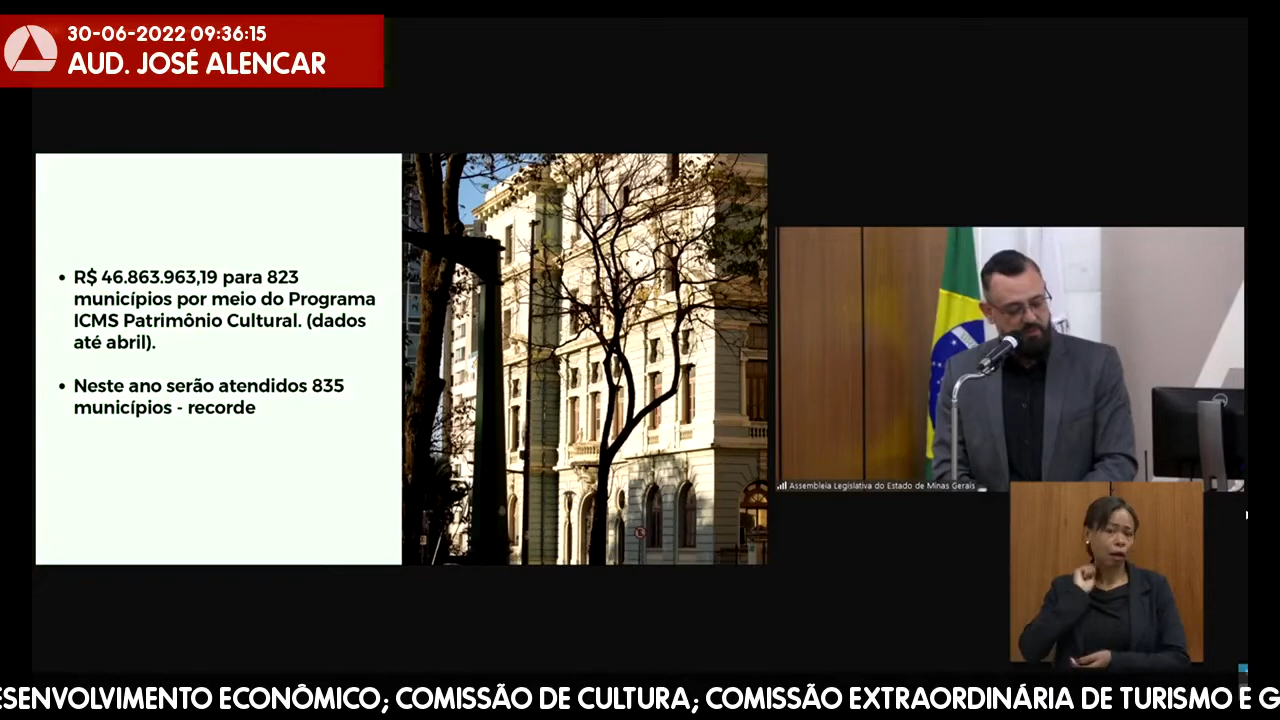 30-06-2022 09:36:15
AUD. JOSÉ ALENCAR
• R$ 46.863.963,19 para 823
municípios por meio do Programa
ICMS Patrimônio Cultural. (dados
até abril).
• Neste ano serão atendidos 835
municípios - recorde
Assembleia Legislativa do Estado de Minas Gerais
ESENVOLVIMENTO ECONÔMICO; COMISSÃO DE CULTURA; COMISSÃO EXTRAORDINÁRIA DE TURISMO E G